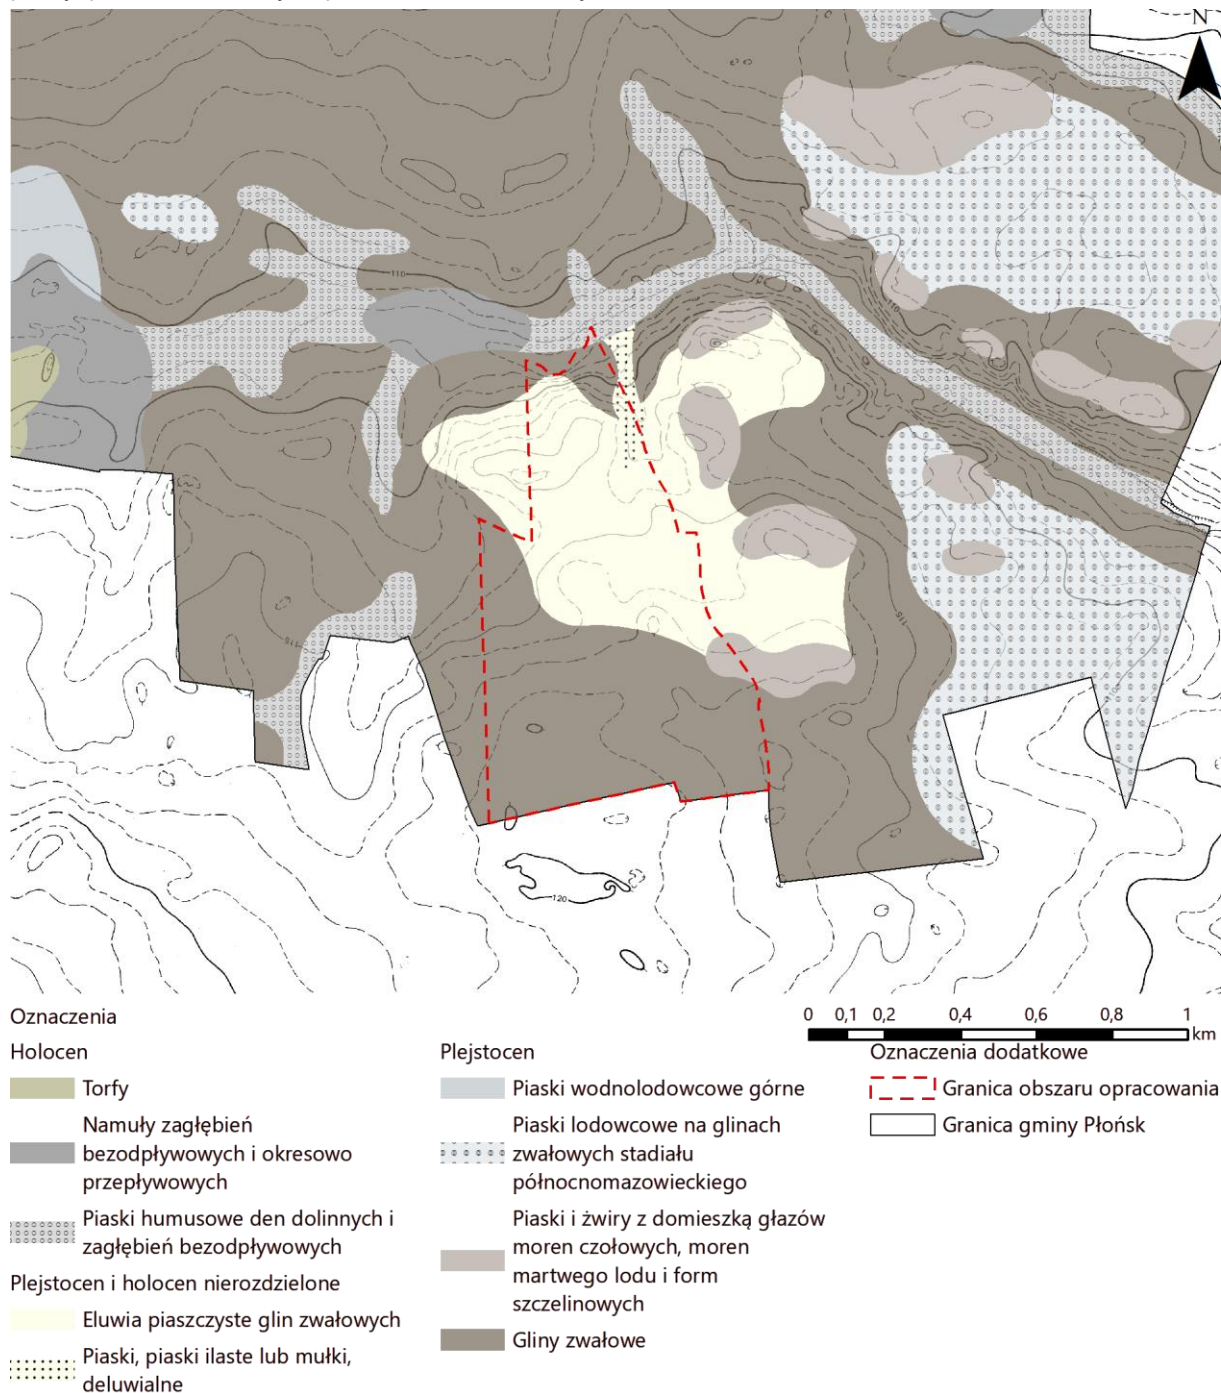 N
110
115
115
120
Oznaczenia
0 0,1 0,2 0,4 0,6 0,8 1
km
Holocen
Torfy
Namuły zagłębień
bezodpływowych i okresowo
przepływowych
Piaski humusowe den dolinnych i
zagłębień bezodpływowych
Plejstocen i holocen nierozdzielone
Eluwia piaszczyste glin zwałowych
Piaski, piaski ilaste lub mułki,
deluwialne
Plejstocen
Piaski wodnolodowcowe górne
Piaski lodowcowe na glinach
zwałowych stadiału
północnomazowieckiego
Piaski i żwiry z domieszką głazów
moren czołowych, moren
martwego lodu i form
szczelinowych
Gliny zwałowe
Oznaczenia dodatkowe
Granica obszaru opracowania
Granica gminy Płońsk